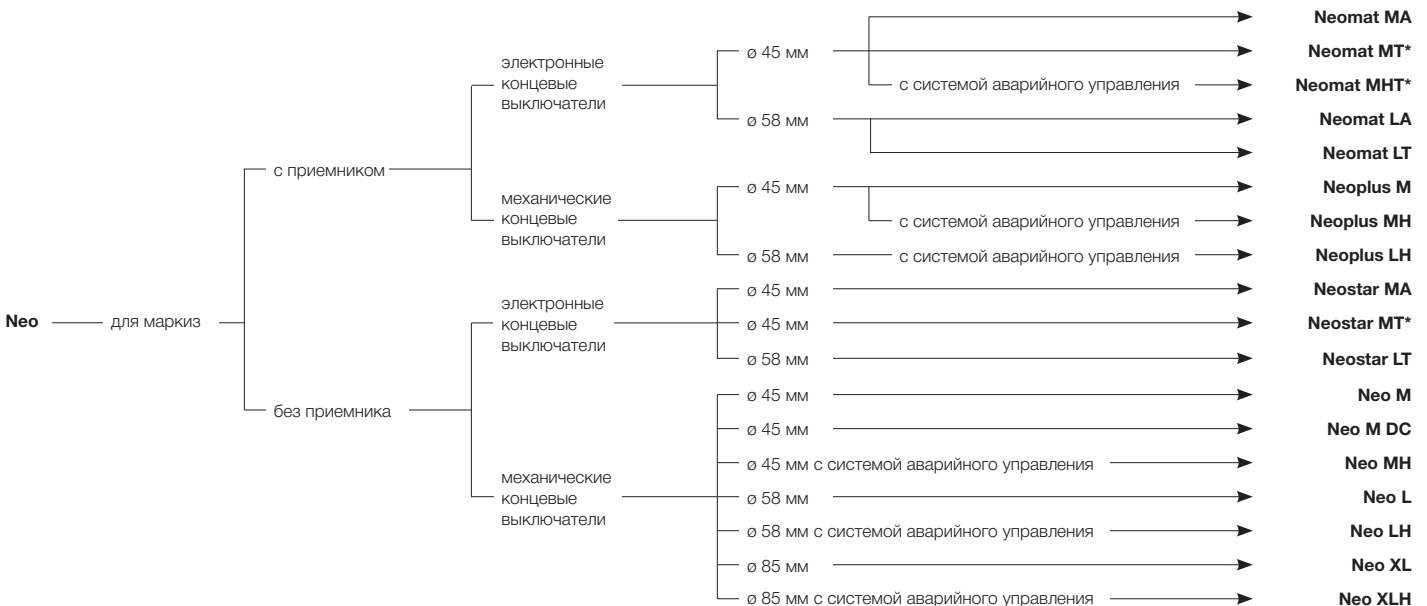 Neo
для маркиз
с приемником
без приемника
электронные
концевые
выключатели
механические
концевые
выключатели
электронные
концевые
выключатели
механические
концевые
выключатели
ø 45 мм
с системой аварийного управления
ø 58 мм
ø 45 мм
с системой аварийного управления
ø 58 мм
с системой аварийного управления
ø 45 мм
ø 45 мм
ø 58 мм
ø 45 мм
ø 45 мм
ø 45 мм с системой аварийного управления
ø 58 мм
ø 58 мм с системой аварийного управления
ø 85 мм
ø 85 мм с системой аварийного управления
Neomat MA
Neomat MT*
Neomat MHT*
Neomat LA
Neomat LT
Neoplus M
Neoplus MH
Neoplus LH
Neostar MA
Neostar MT*
Neostar LT
Neo M
Neo M DC
Neo MH
Neo L
Neo LH
Neo XL
Neo XLH